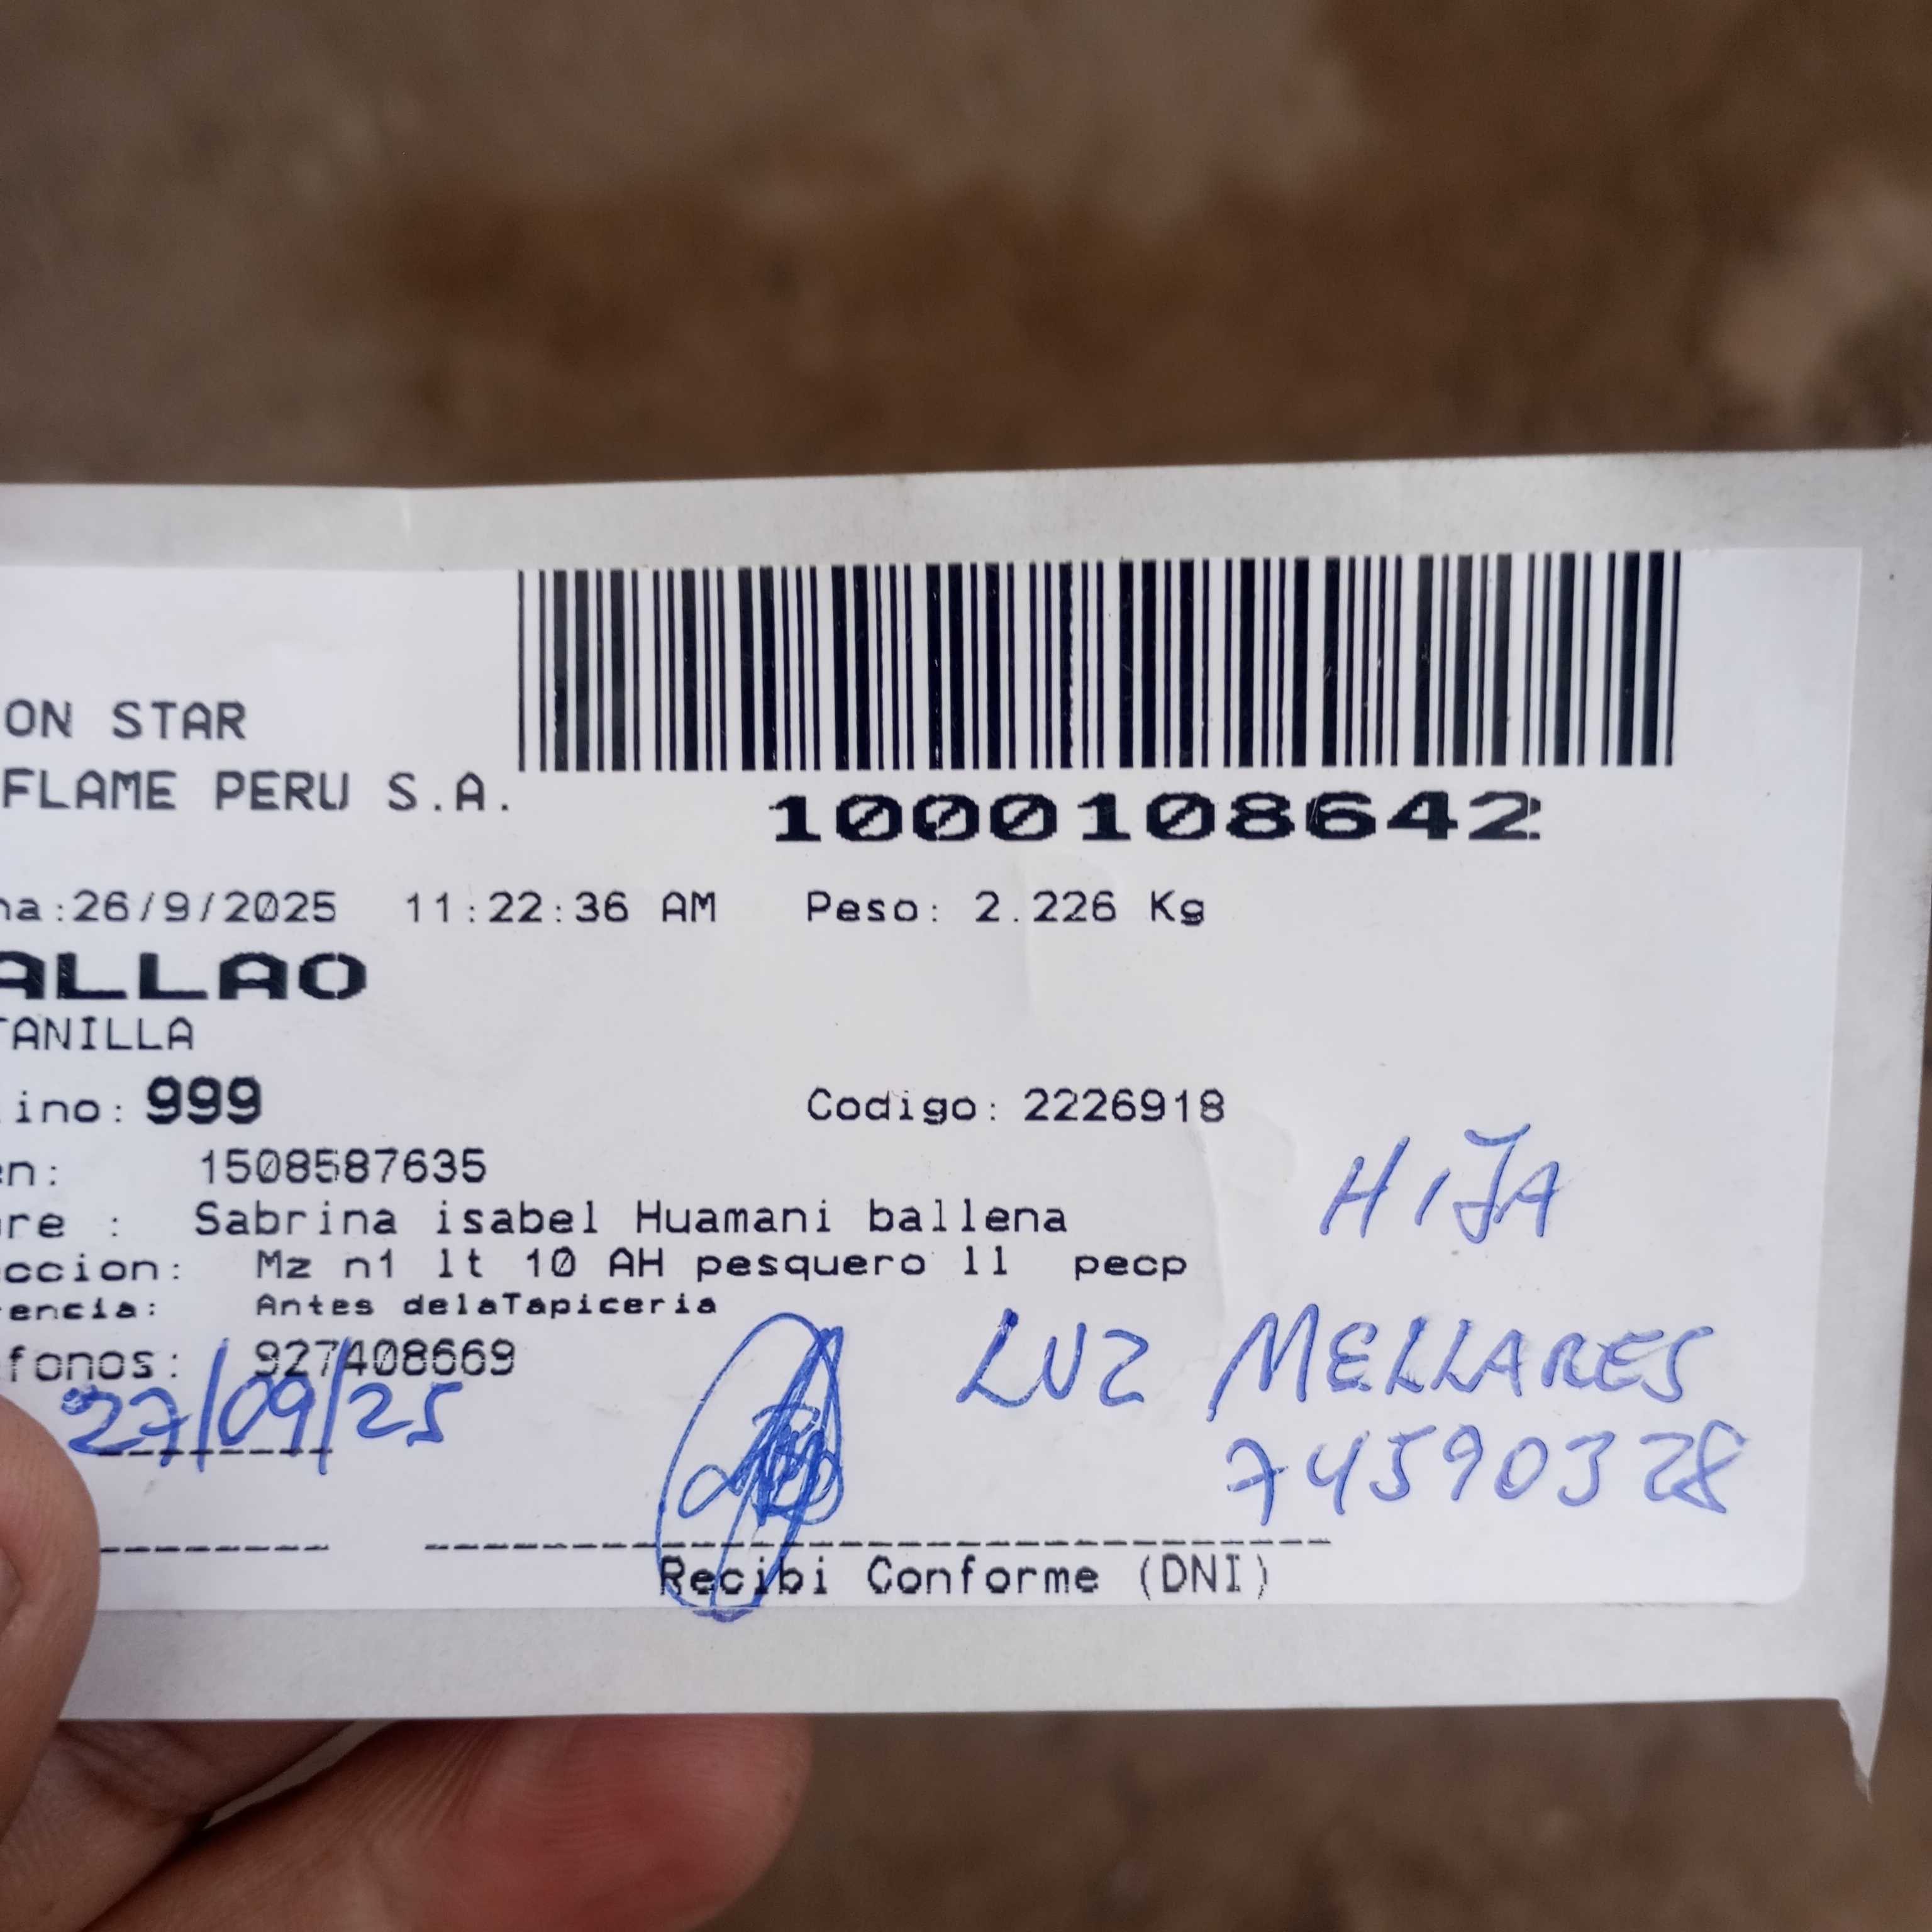 ON STAR
FLAME PERU S.A.
1000108642
na:26/9/2025 11:22:36 AM Peso: 2.226 Kg
ALLAO
TANILLA
ino: 999 Codigo: 2226918
en: 1508587635
HIJA
re : Sabrina isabel Huamani ballena
ccion: Mz n1 lt 10 AH pesquero ll pecp
encia: Antes delaTapiceria
fonos: 927408669
LUZ MELLARES
27/09/25
74590328
Recibi Conforme (DNI)